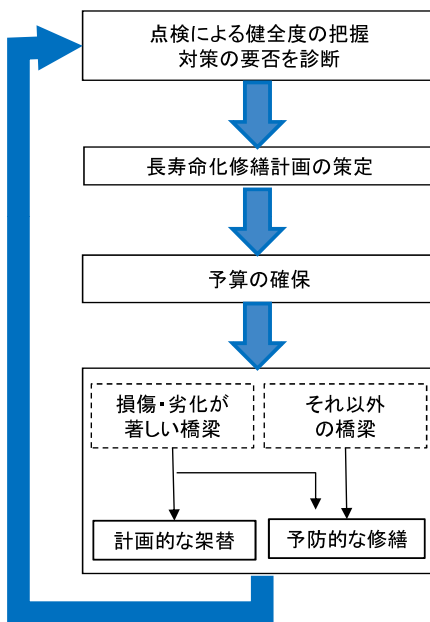 点検による健全度の把握
対策の要否を診断
長寿命化修繕計画の策定
予算の確保
損傷・劣化が
著しい橋梁
それ以外
の橋梁
計画的な架替
予防的な修繕